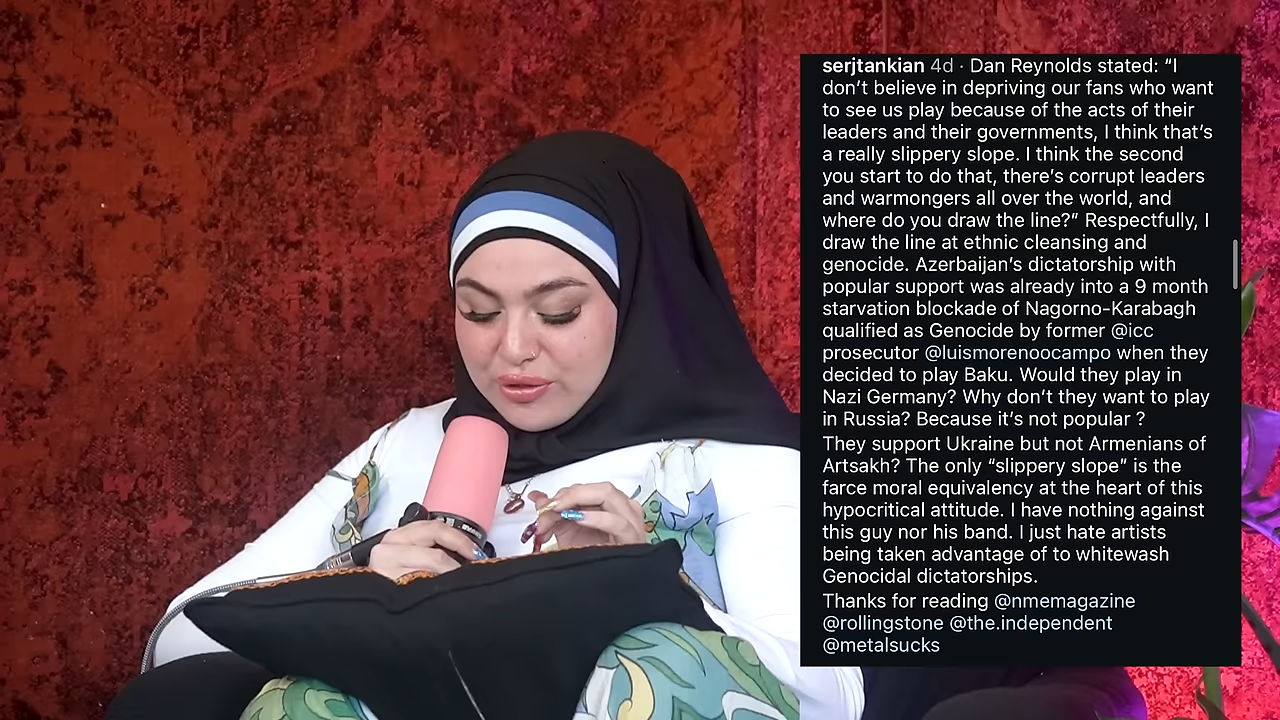 serjtankian 4d · Dan Reynolds stated: “I
don’t believe in depriving our fans who want
to see us play because of the acts of their
leaders and their governments, I think that’s
a really slippery slope. I think the second
you start to do that, there’s corrupt leaders
and warmongers all over the world, and
where do you draw the line?” Respectfully, I
draw the line at ethnic cleansing and
genocide. Azerbaijan’s dictatorship with
popular support was already into a 9 month
starvation blockade of Nagorno-Karabagh
qualified as Genocide by former @icc
prosecutor @luismorenoocampo when they
decided to play Baku. Would they play in
Nazi Germany? Why don’t they want to play
in Russia? Because it’s not popular ?
They support Ukraine but not Armenians of
Artsakh? The only “slippery slope” is the
farce moral equivalency at the heart of this
hypocritical attitude. I have nothing against
this guy nor his band. I just hate artists
being taken advantage of to whitewash
Genocidal dictatorships.
Thanks for reading @nmemagazine
@rollingstone @the.independent
@metalsucks